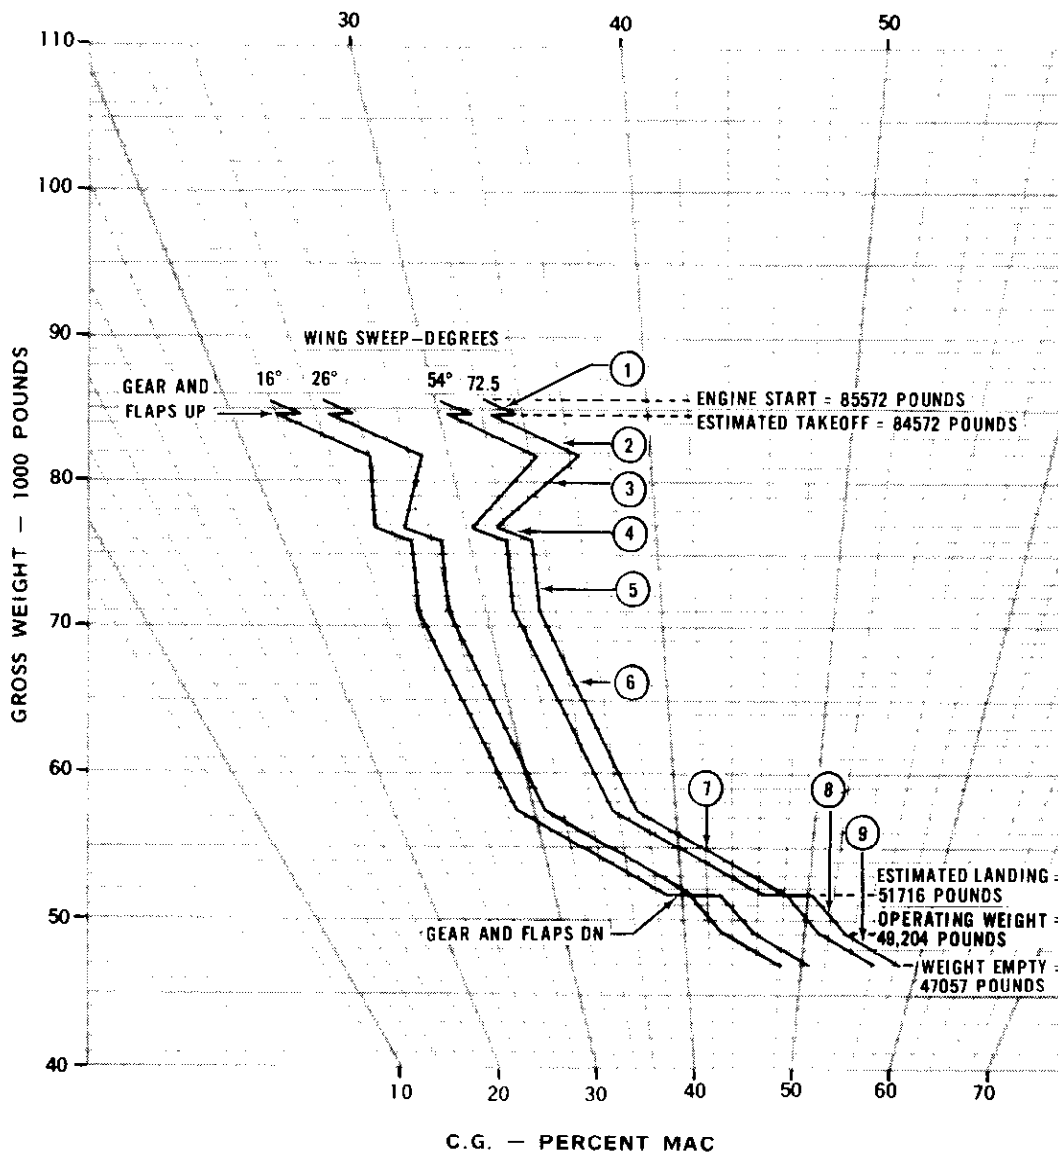 30 40 50
110
100
90
80
70
60
50
40
GROSS WEIGHT — 1000 POUNDS
WING SWEEP—DEGREES
GEAR AND
FLAPS UP
16° 26° 54° 72.5
1
ENGINE START = 85572 POUNDS
ESTIMATED TAKEOFF = 84572 POUNDS
2
3
4
5
6
7
8
9
ESTIMATED LANDING =
51716 POUNDS
OPERATING WEIGHT =
49,204 POUNDS
GEAR AND FLAPS DN
WEIGHT EMPTY =
47057 POUNDS
10 20 30 40 50 60 70
C.G. — PERCENT MAC